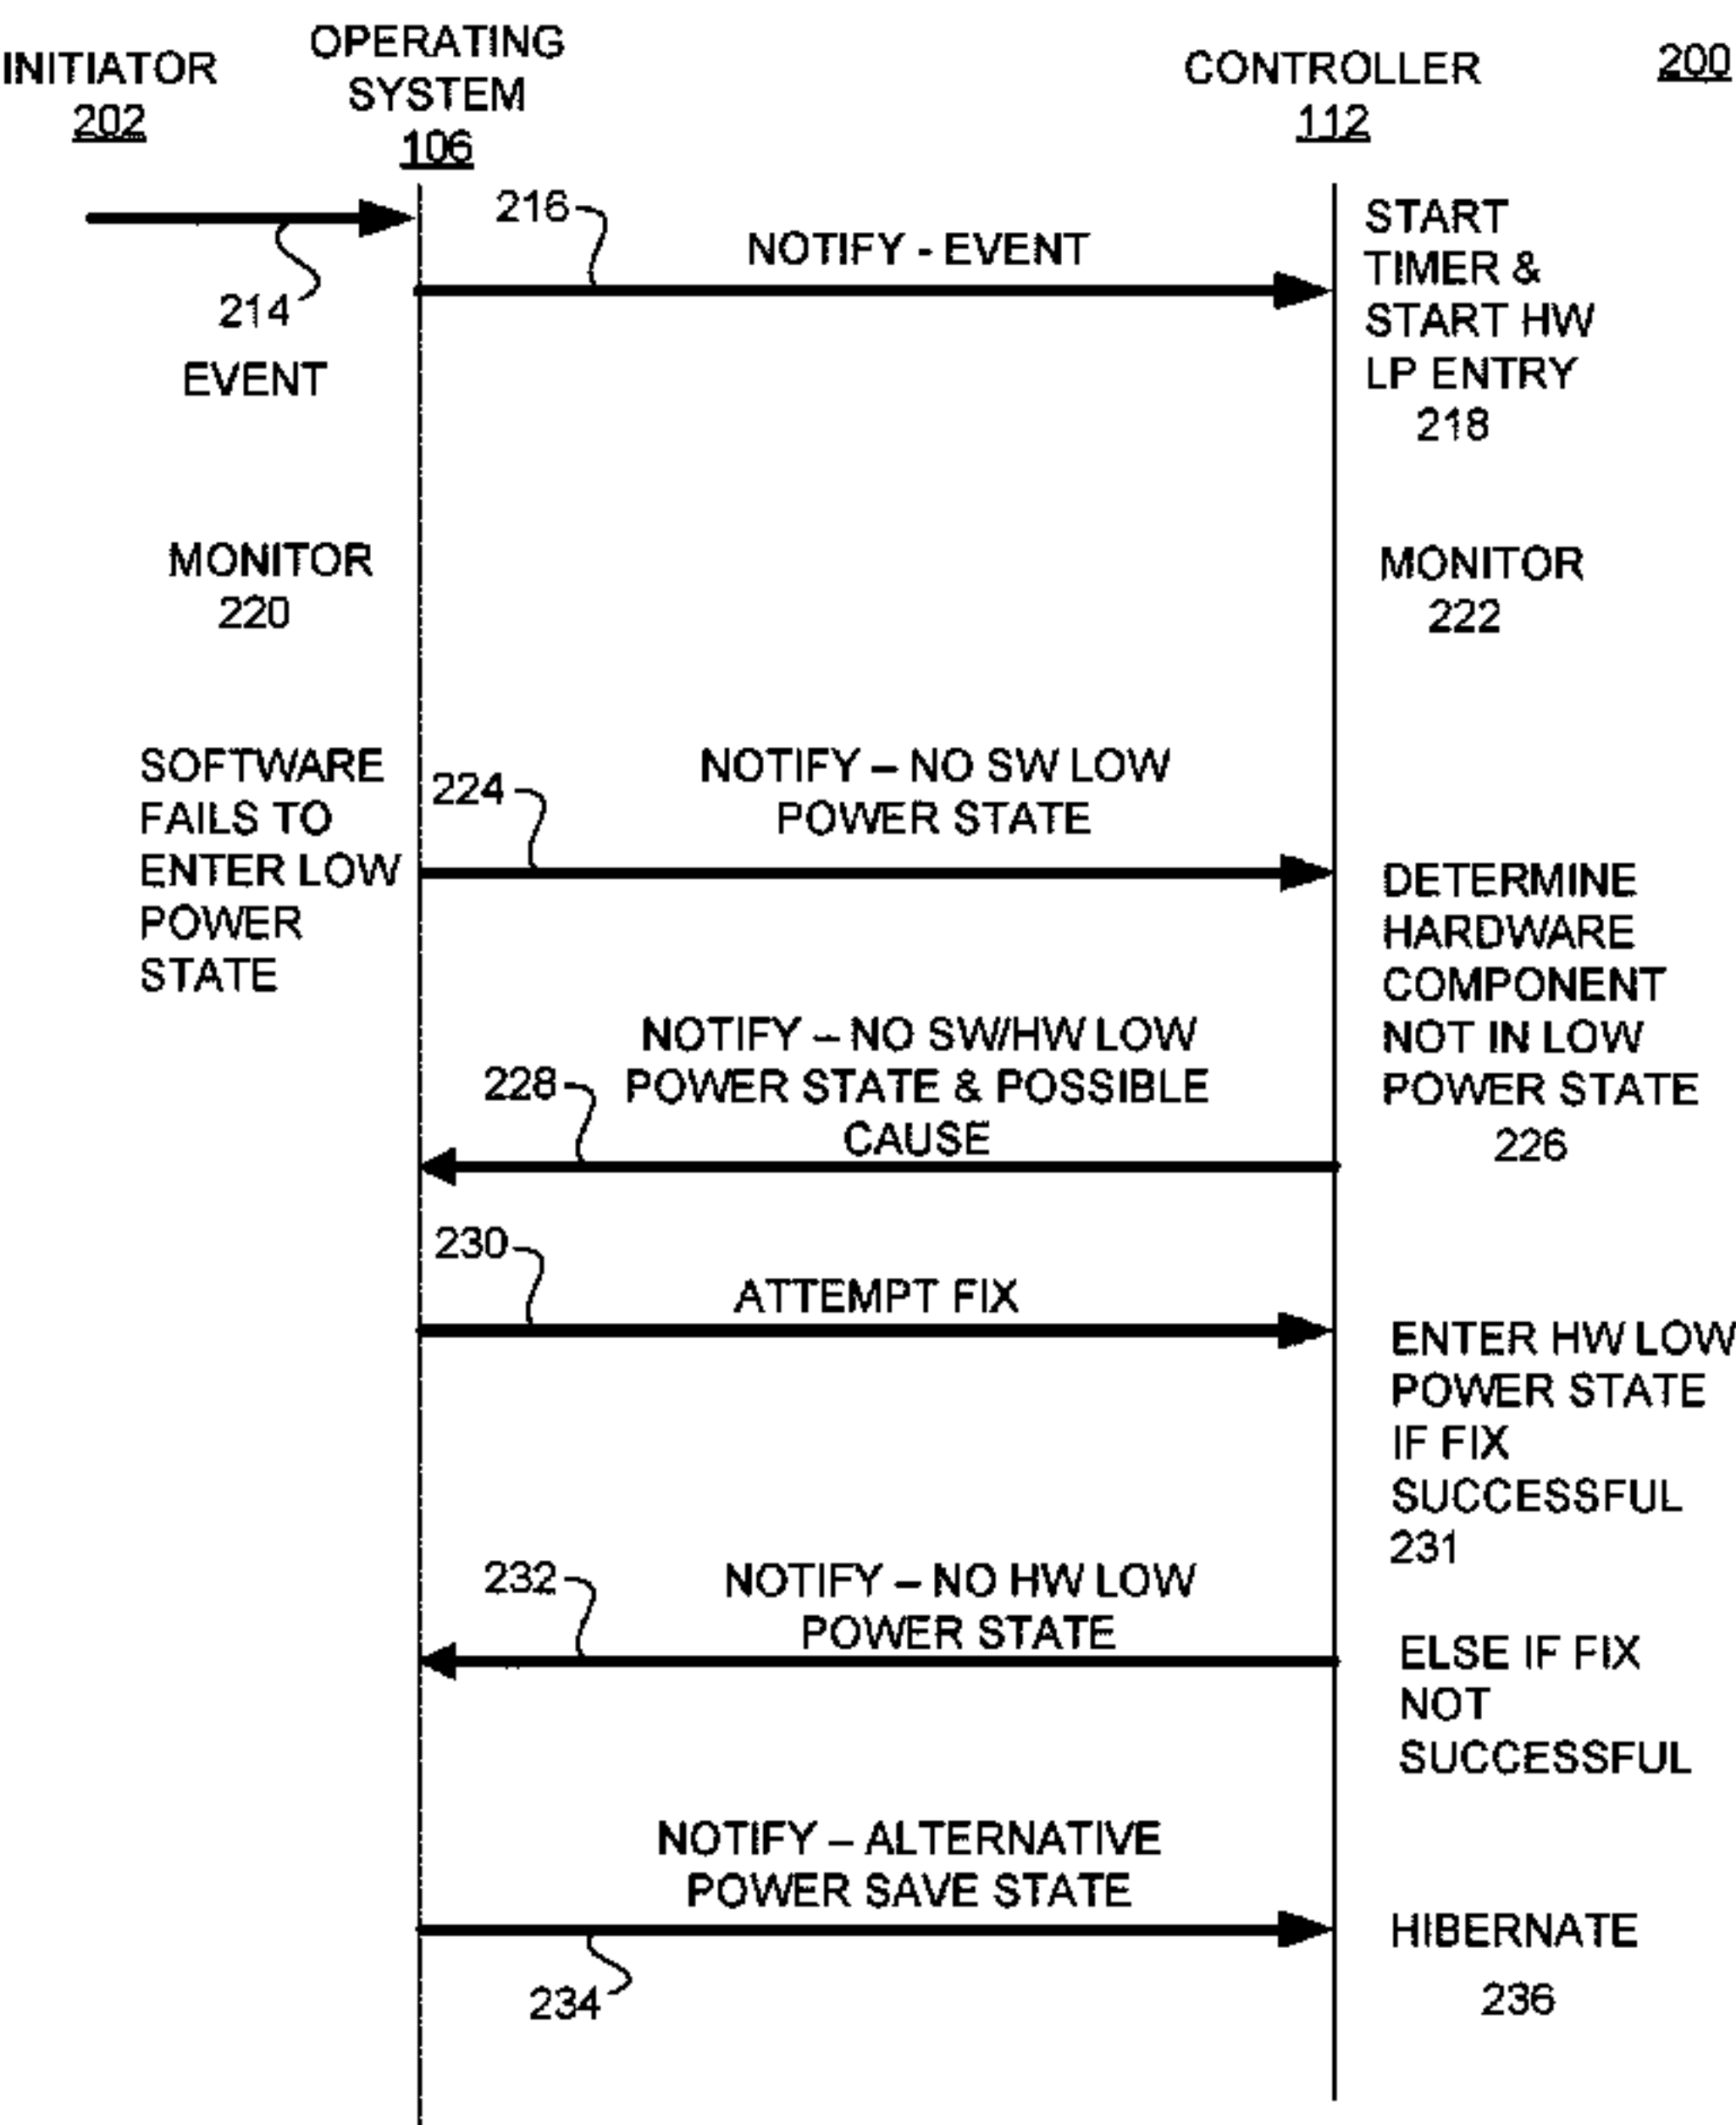 INITIATOR
202
OPERATING
SYSTEM
106
CONTROLLER
112
200
214
EVENT
216
NOTIFY - EVENT
START
TIMER &
START HW
LP ENTRY
218
MONITOR
220
MONITOR
222
SOFTWARE
FAILS TO
ENTER LOW
POWER
STATE
224
NOTIFY – NO SW LOW
POWER STATE
DETERMINE
HARDWARE
COMPONENT
NOT IN LOW
POWER STATE
226
228
NOTIFY – NO SW/HW LOW
POWER STATE & POSSIBLE
CAUSE
230
ATTEMPT FIX
ENTER HW LOW
POWER STATE
IF FIX
SUCCESSFUL
231
232
NOTIFY – NO HW LOW
POWER STATE
ELSE IF FIX
NOT
SUCCESSFUL
NOTIFY – ALTERNATIVE
POWER SAVE STATE
234
HIBERNATE
236